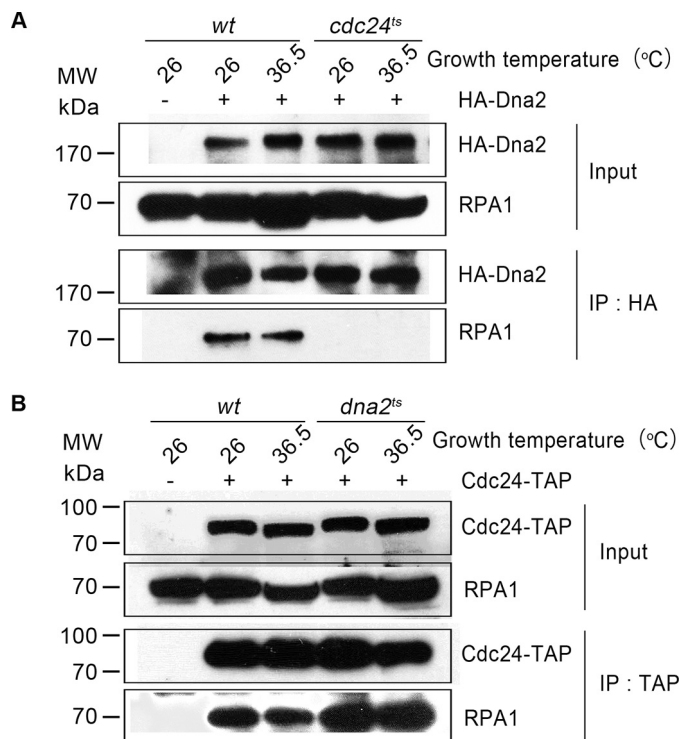 A
wt cdc24ts
26 26 36.5 26 36.5 Growth temperature (oC)
MW
kDa
- + + + + HA-Dna2
170 HA-Dna2
70 RPA1
Input
170 HA-Dna2
70 RPA1
IP : HA
B
wt dna2ts
26 26 36.5 26 36.5 Growth temperature (oC)
MW
kDa
- + + + + Cdc24-TAP
100
70 Cdc24-TAP
70 RPA1
Input
100
70 Cdc24-TAP
70 RPA1
IP : TAP